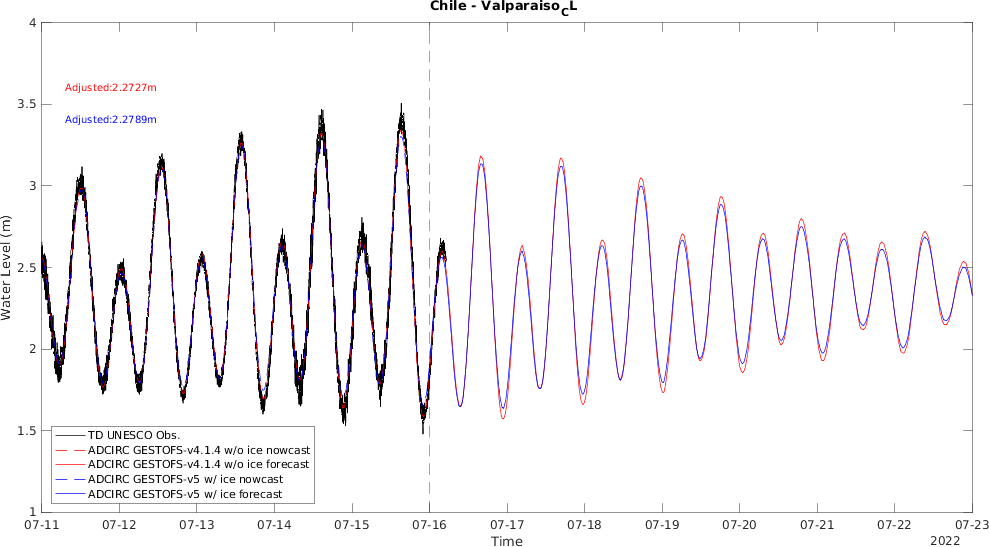 Chile - Valparaiso_CL
4
3.5
3
2.5
2
1.5
1
Water Level (m)
Adjusted:2.2727m
Adjusted:2.2789m
TD UNESCO Obs.
ADCIRC GESTOFS-v4.1.4 w/o ice nowcast
ADCIRC GESTOFS-v4.1.4 w/o ice forecast
ADCIRC GESTOFS-v5 w/ ice nowcast
ADCIRC GESTOFS-v5 w/ ice forecast
07-11 07-12 07-13 07-14 07-15 07-16 07-17 07-18 07-19 07-20 07-21 07-22 07-23
Time
2022